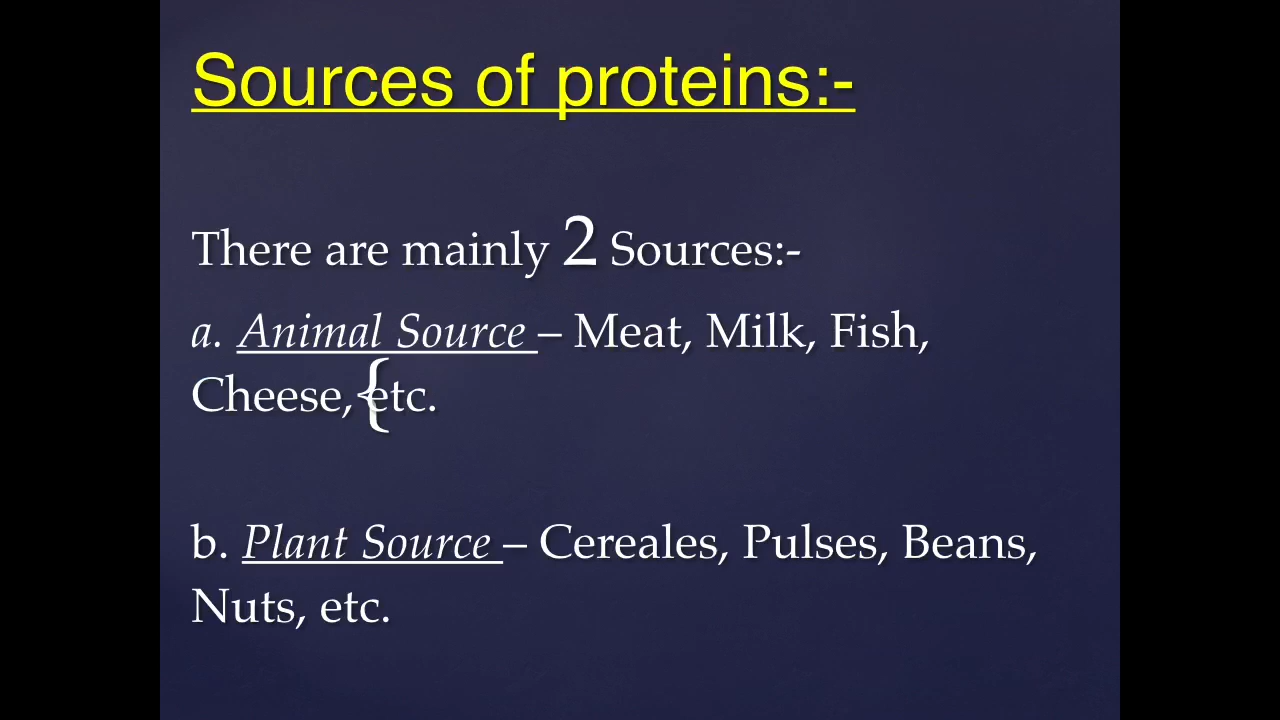 Sources of proteins:-
There are mainly 2 Sources:-
a. Animal Source – Meat, Milk, Fish,
Cheese, etc.
{
b. Plant Source – Cereales, Pulses, Beans,
Nuts, etc.